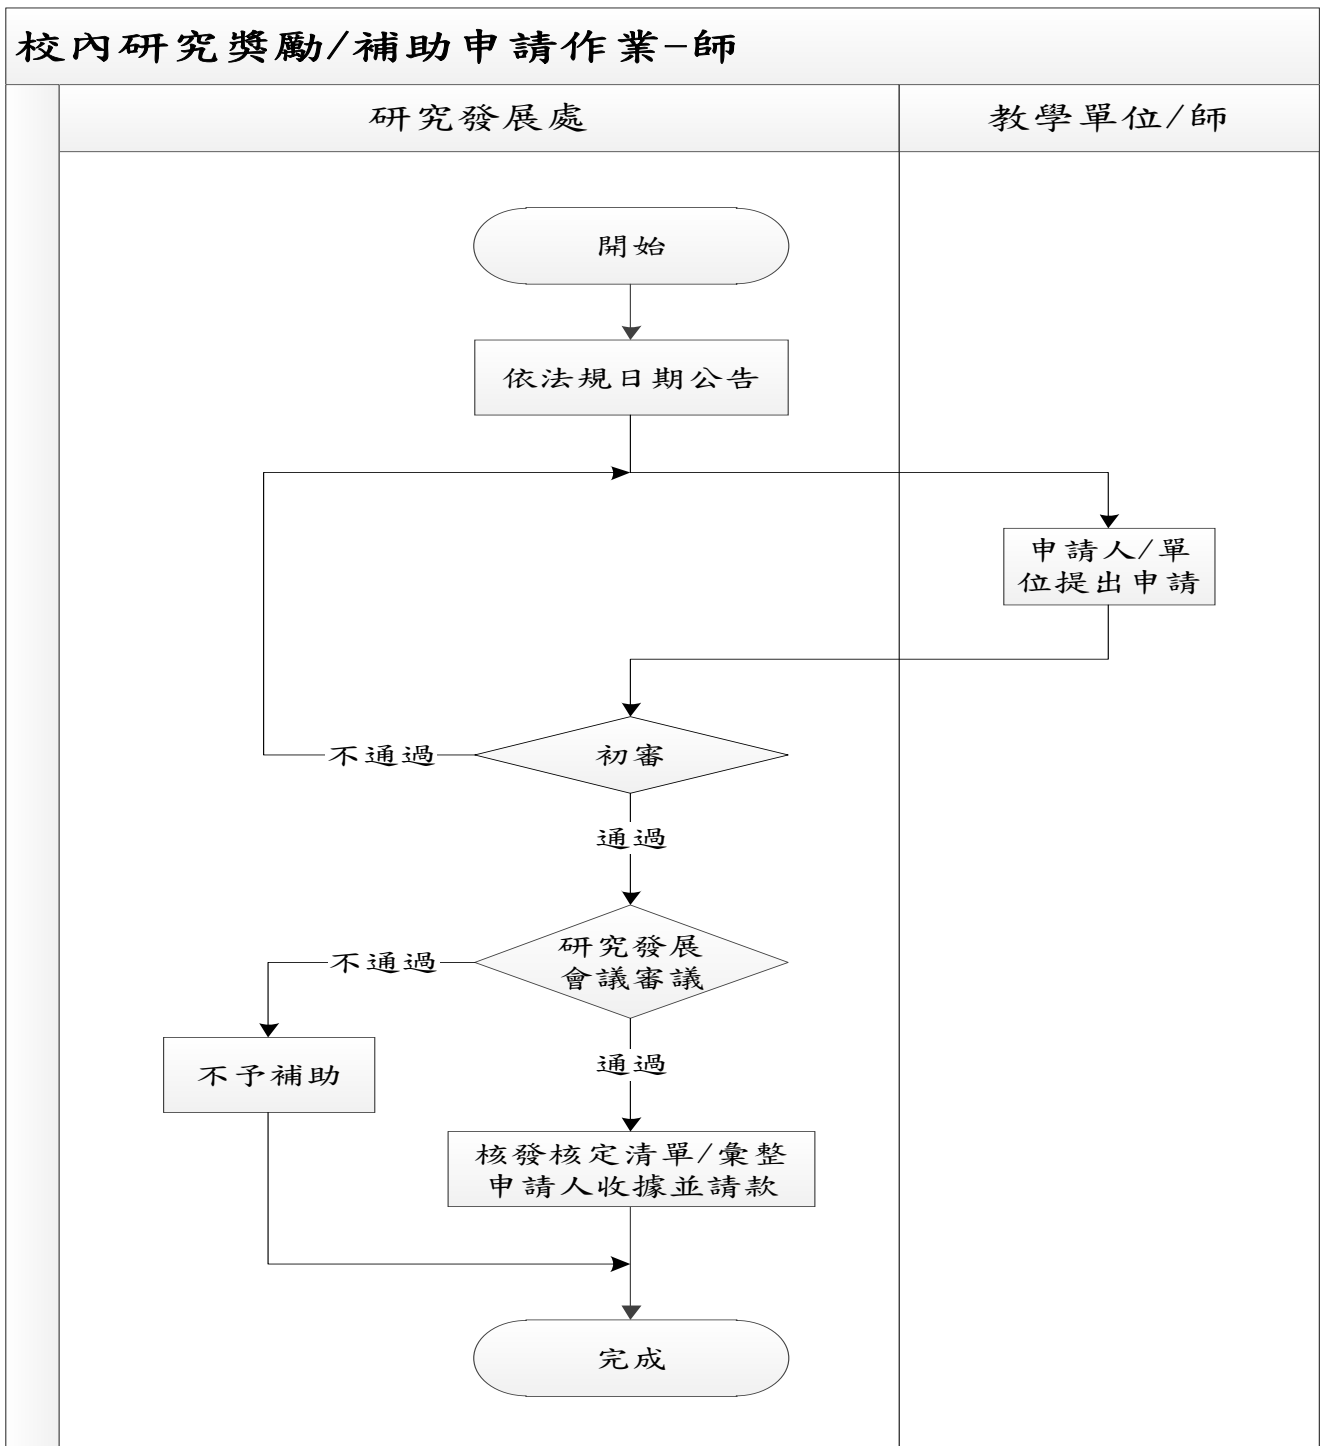 校內研究獎勵/補助申請作業-師
研究發展處
教學單位/師
開始
依法規日期公告
申請人/單
位提出申請
初審
不通過
通過
研究發展
會議審議
不通過
通過
不予補助
核發核定清單/彙整
申請人收據並請款
完成